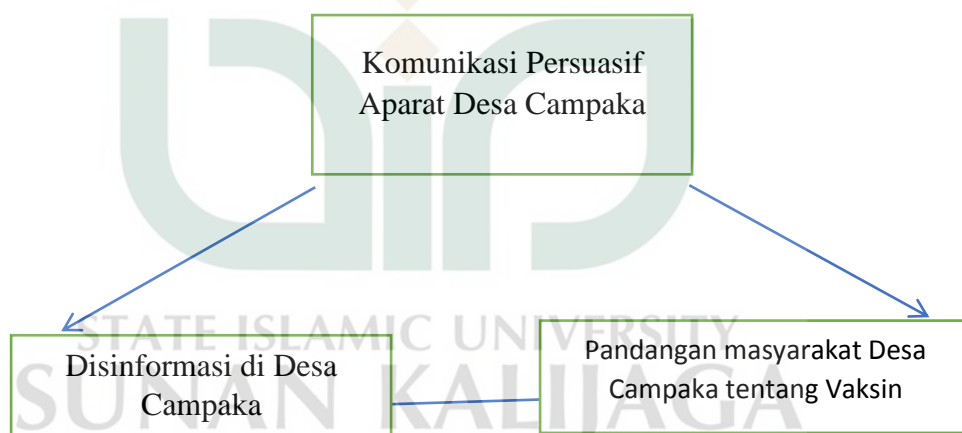 Komunikasi Persuasif
Aparat Desa Campaka
STATE ISLAMIC UNIVERSITY
SUNAN KALIJAGA
Disinformasi di Desa
Campaka
Pandangan masyarakat Desa
Campaka tentang Vaksin